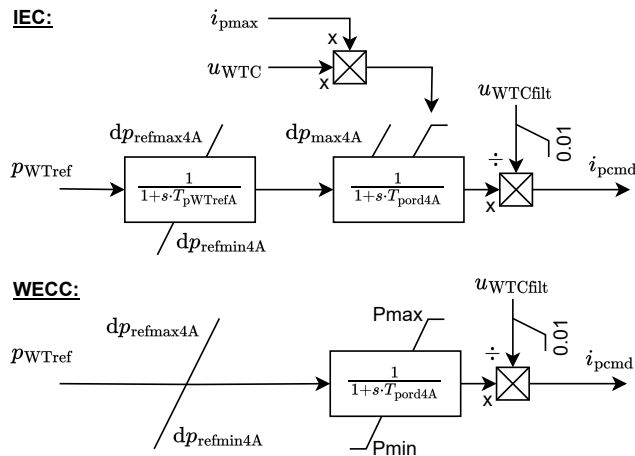 IEC:
i_pmax
x
u_WTC
x
u_WTCfilt
dp_refmax4A
dp_max4A
0.01
p_WTref
1
1+s·T_pWTrefA
1
1+s·T_pord4A
÷
x
i_pcmd
dp_refmin4A
WECC:
u_WTCfilt
dp_refmax4A
Pmax
0.01
p_WTref
1
1+s·T_pord4A
÷
x
i_pcmd
dp_refmin4A
Pmin